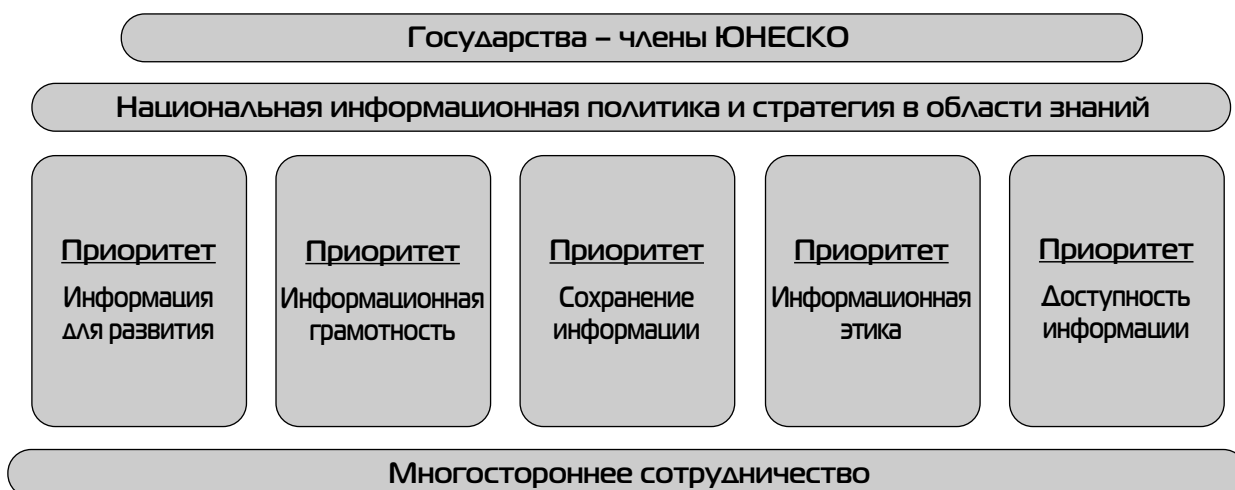 Государства – члены ЮНЕСКО
Национальная информационная политика и стратегия в области знаний
Приоритет
Информация
для развития
Приоритет
Информационная
грамотность
Приоритет
Сохранение
информации
Приоритет
Информационная
этика
Приоритет
Доступность
информации
Многостороннее сотрудничество